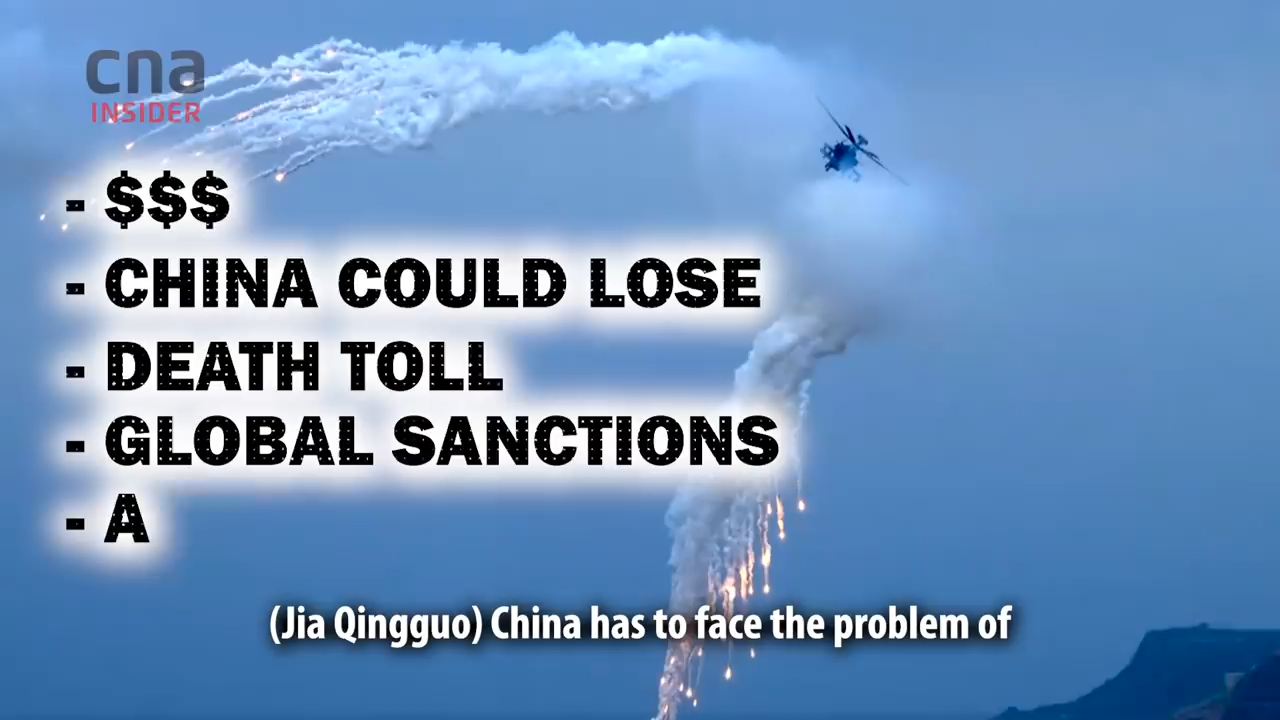 cna
INSIDER
- $$$
- CHINA COULD LOSE
- DEATH TOLL
- GLOBAL SANCTIONS
- A
(Jia Qingguo) China has to face the problem of